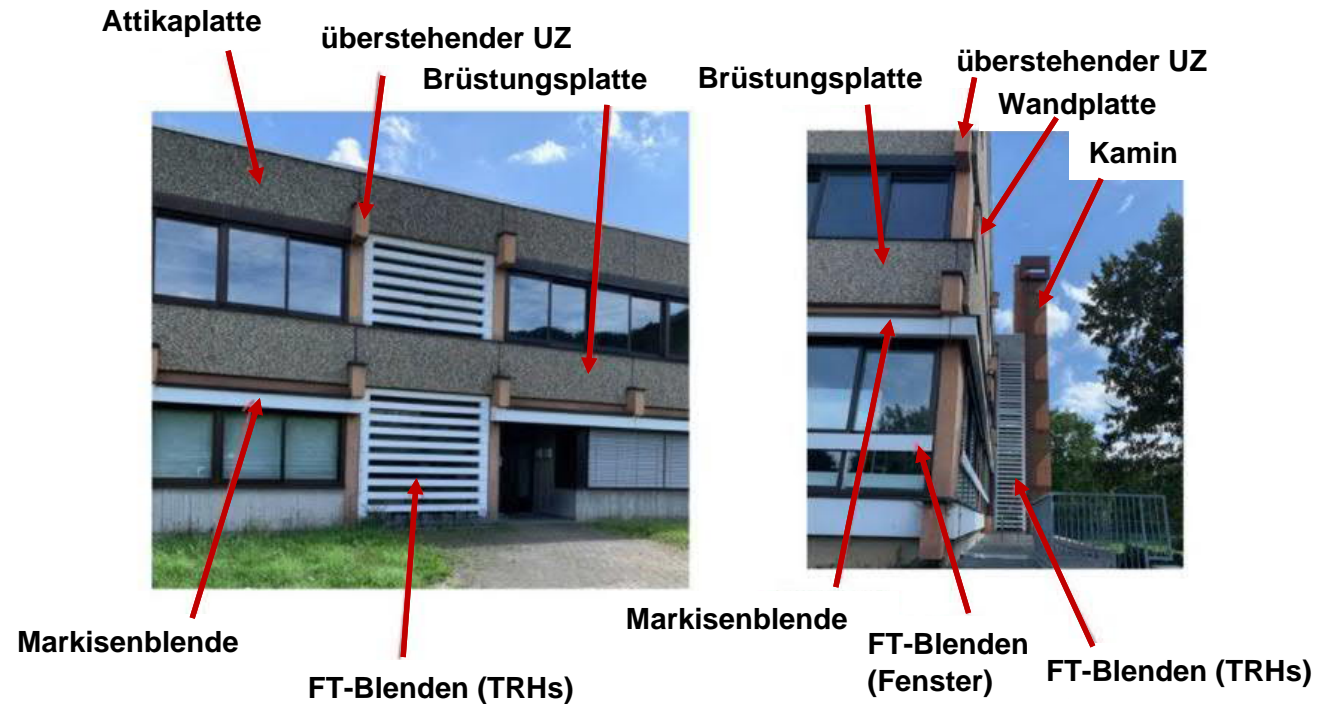 Attikaplatte
überstehender UZ
Brüstungsplatte
Markisenblende
FT-Blenden (TRHs)
Brüstungsplatte
überstehender UZ
Wandplatte
Kamin
Markisenblende
FT-Blenden
(Fenster)
FT-Blenden (TRHs)